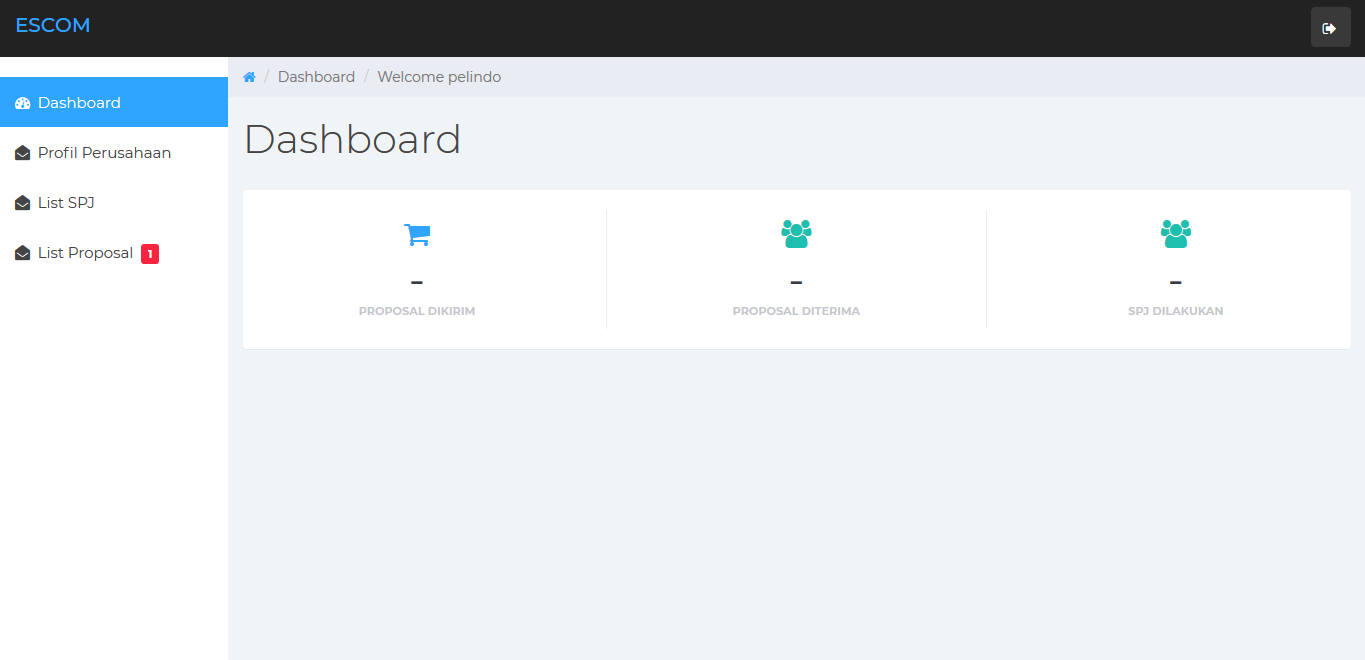 ESCOM
Dashboard / Welcome pelindo
Dashboard
Profil Perusahaan
List SPJ
List Proposal 1
Dashboard
–
PROPOSAL DIKIRIM
–
PROPOSAL DITERIMA
–
SPJ DILAKUKAN